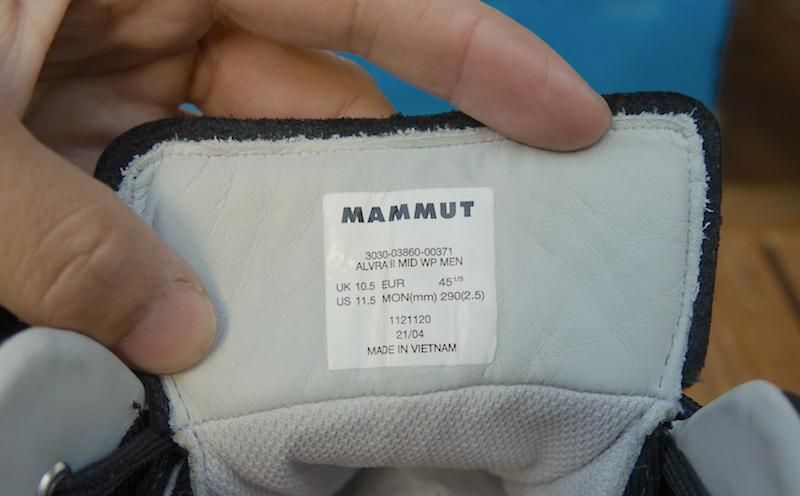 MAMMUT
3030-03860-00371
ALVRA II MID WP MEN
UK 10.5 EUR 45 1/3
US 11.5 MON(mm) 290(2.5)
1121120
21/04
MADE IN VIETNAM